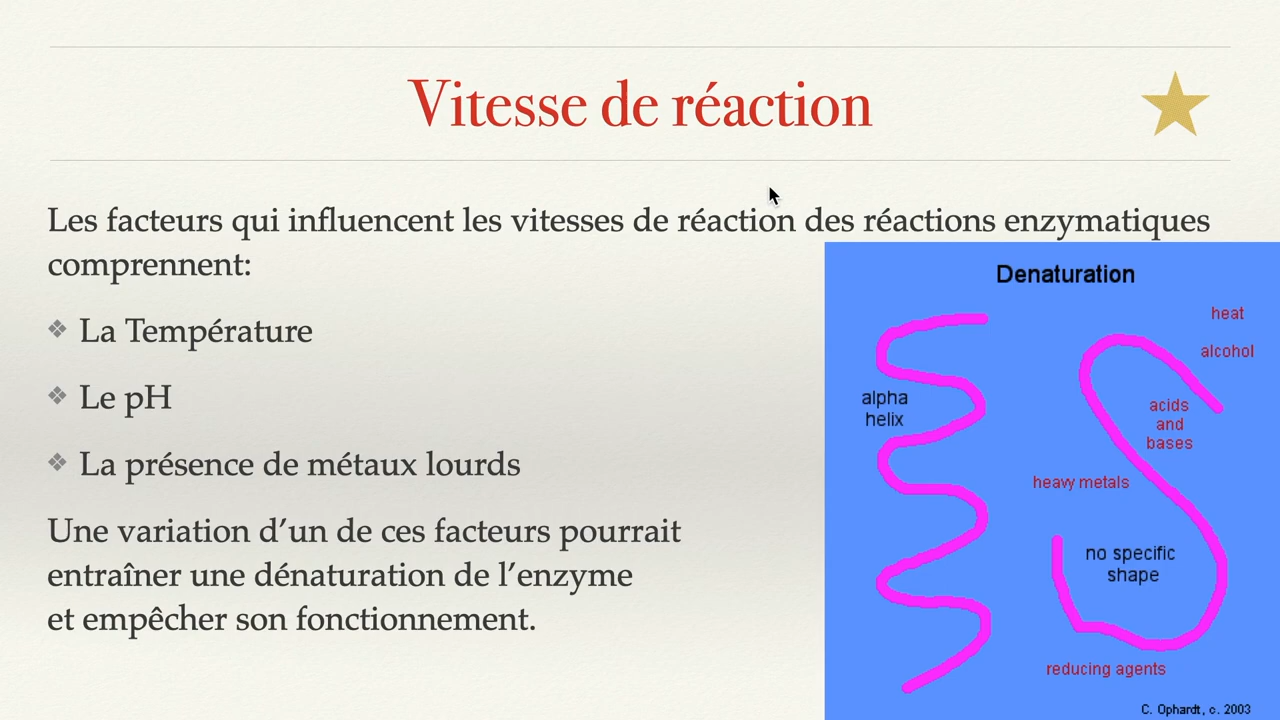 Vitesse de réaction
Les facteurs qui influencent les vitesses de réaction des réactions enzymatiques
comprennent:
❖ La Température
❖ Le pH
❖ La présence de métaux lourds
Une variation d’un de ces facteurs pourrait
entraîner une dénaturation de l’enzyme
et empêcher son fonctionnement.
Denaturation
heat
alcohol
alpha
helix
acids
and
bases
heavy metals
no specific
shape
reducing agents
C. Ophardt, c. 2003